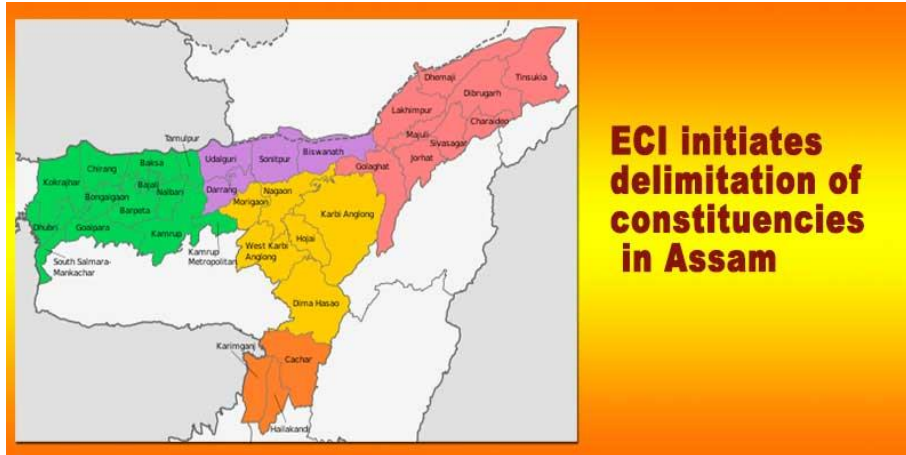 ECI initiates
delimitation of
constituencies
in Assam
Dhemaji
Tinsukia
Dibrugarh
Lakhimpur
Charaideo
Majuli
Sivasagar
Jorhat
Golaghat
Tamulpur
Udalguri
Sonitpur
Biswanath
Darrang
Chirang
Baksa
Kokrajhar
Bajali
Nalbari
Bongaigaon
Barpeta
Dhubri
Goalpara
Kamrup
South Salmara-
Mankachar
Kamrup
Metropolitan
Nagaon
Morigaon
Karbi Anglong
Hojai
West Karbi
Anglong
Dima Hasao
Karimganj
Cachar
Hailakandi